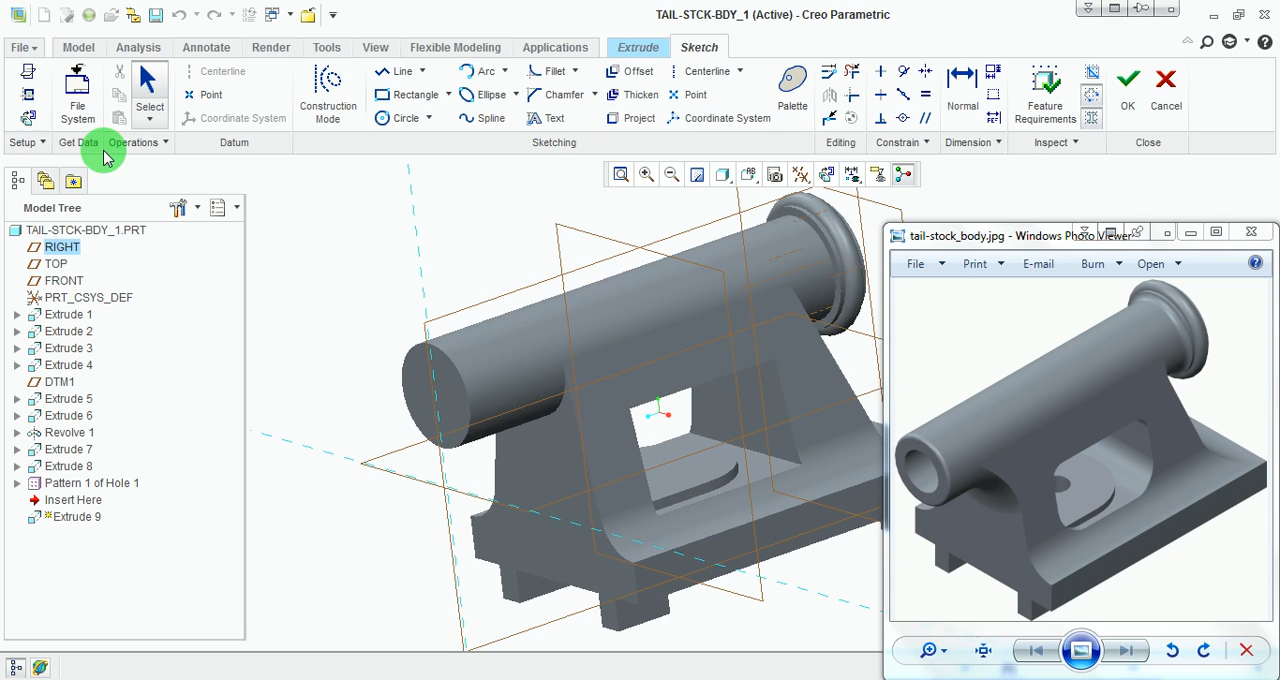 TAIL-STCK-BDY_1 (Active) - Creo Parametric
File Model Analysis Annotate Render Tools View Flexible Modeling Applications Extrude Sketch
File System
Select
Centerline
Point
Coordinate System
Construction Mode
Line Arc Fillet Offset Centerline
Rectangle Ellipse Chamfer Thicken Point
Circle Spline Text Project Coordinate System
Palette
Normal
Feature Requirements
OK
Cancel
Setup Get Data Operations Datum Sketching Editing Constrain Dimension Inspect Close
Model Tree
TAIL-STCK-BDY_1.PRT
RIGHT
TOP
FRONT
PRT_CSYS_DEF
Extrude 1
Extrude 2
Extrude 3
Extrude 4
DTM1
Extrude 5
Extrude 6
Revolve 1
Extrude 7
Extrude 8
Pattern 1 of Hole 1
Insert Here
Extrude 9
tail-stock_body.jpg - Windows Photo Viewer
File Print E-mail Burn Open